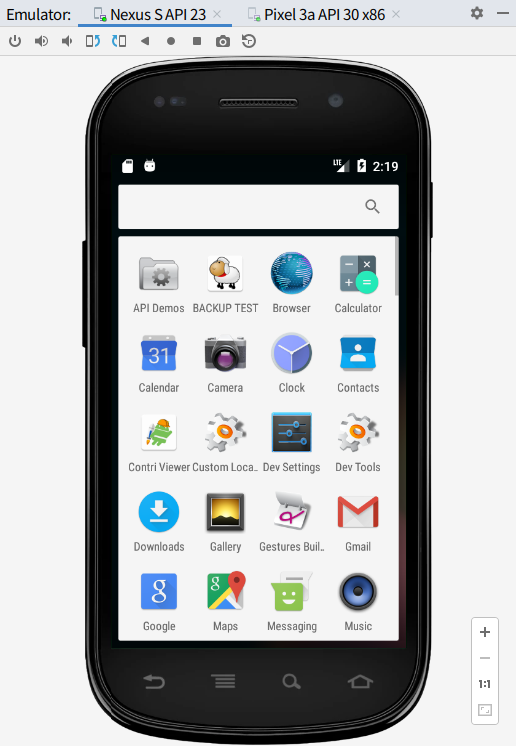 Emulator: Nexus S API 23 Pixel 3a API 30 x86
LTE 2:19
API Demos BACKUP TEST Browser Calculator
31
Calendar Camera Clock Contacts
Contri Viewer Custom Loca.. Dev Settings Dev Tools
Downloads Gallery Gestures Buil.. Gmail
g g
Google Maps Messaging Music
1:1